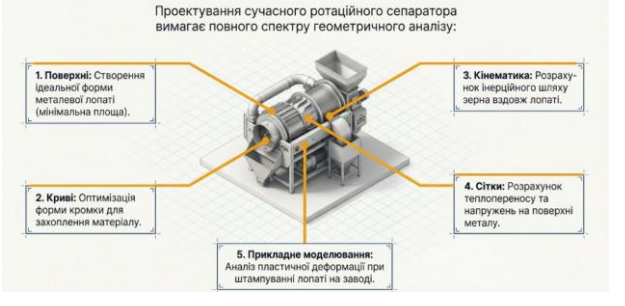 Проектування сучасного ротаційного сепаратора
вимагає повного спектру геометричного аналізу:
1. Поверхні: Створення
ідеальної форми
металевої лопаті
(мінімальна площа).
2. Криві: Оптимізація
форми кромки для
захоплення матеріалу.
3. Кінематика: Розраху-
нок інерційного шляху
зерна вздовж лопаті.
4. Сітки: Розрахунок
теплопереносу та
напружень на поверхні
металу.
5. Прикладне моделювання:
Аналіз пластичної деформації при
штампуванні лопаті на заводі.